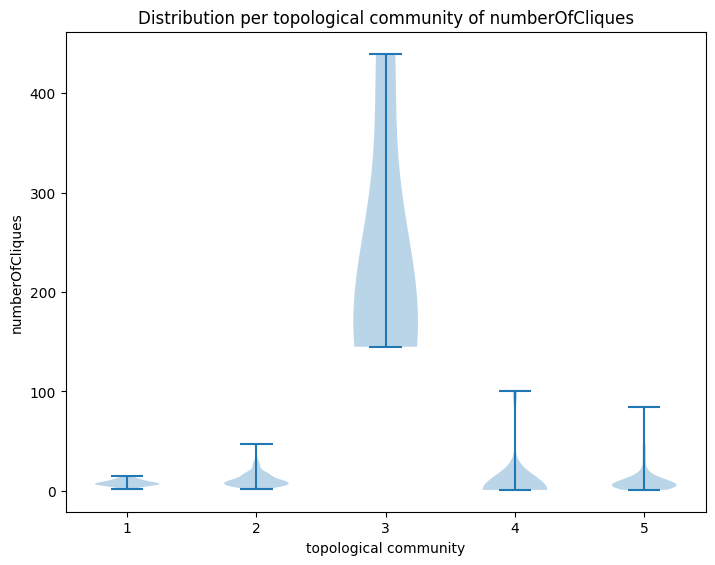 Distribution per topological community of numberOfCliques
numberOfCliques
400
300
200
100
0
1 2 3 4 5
topological community